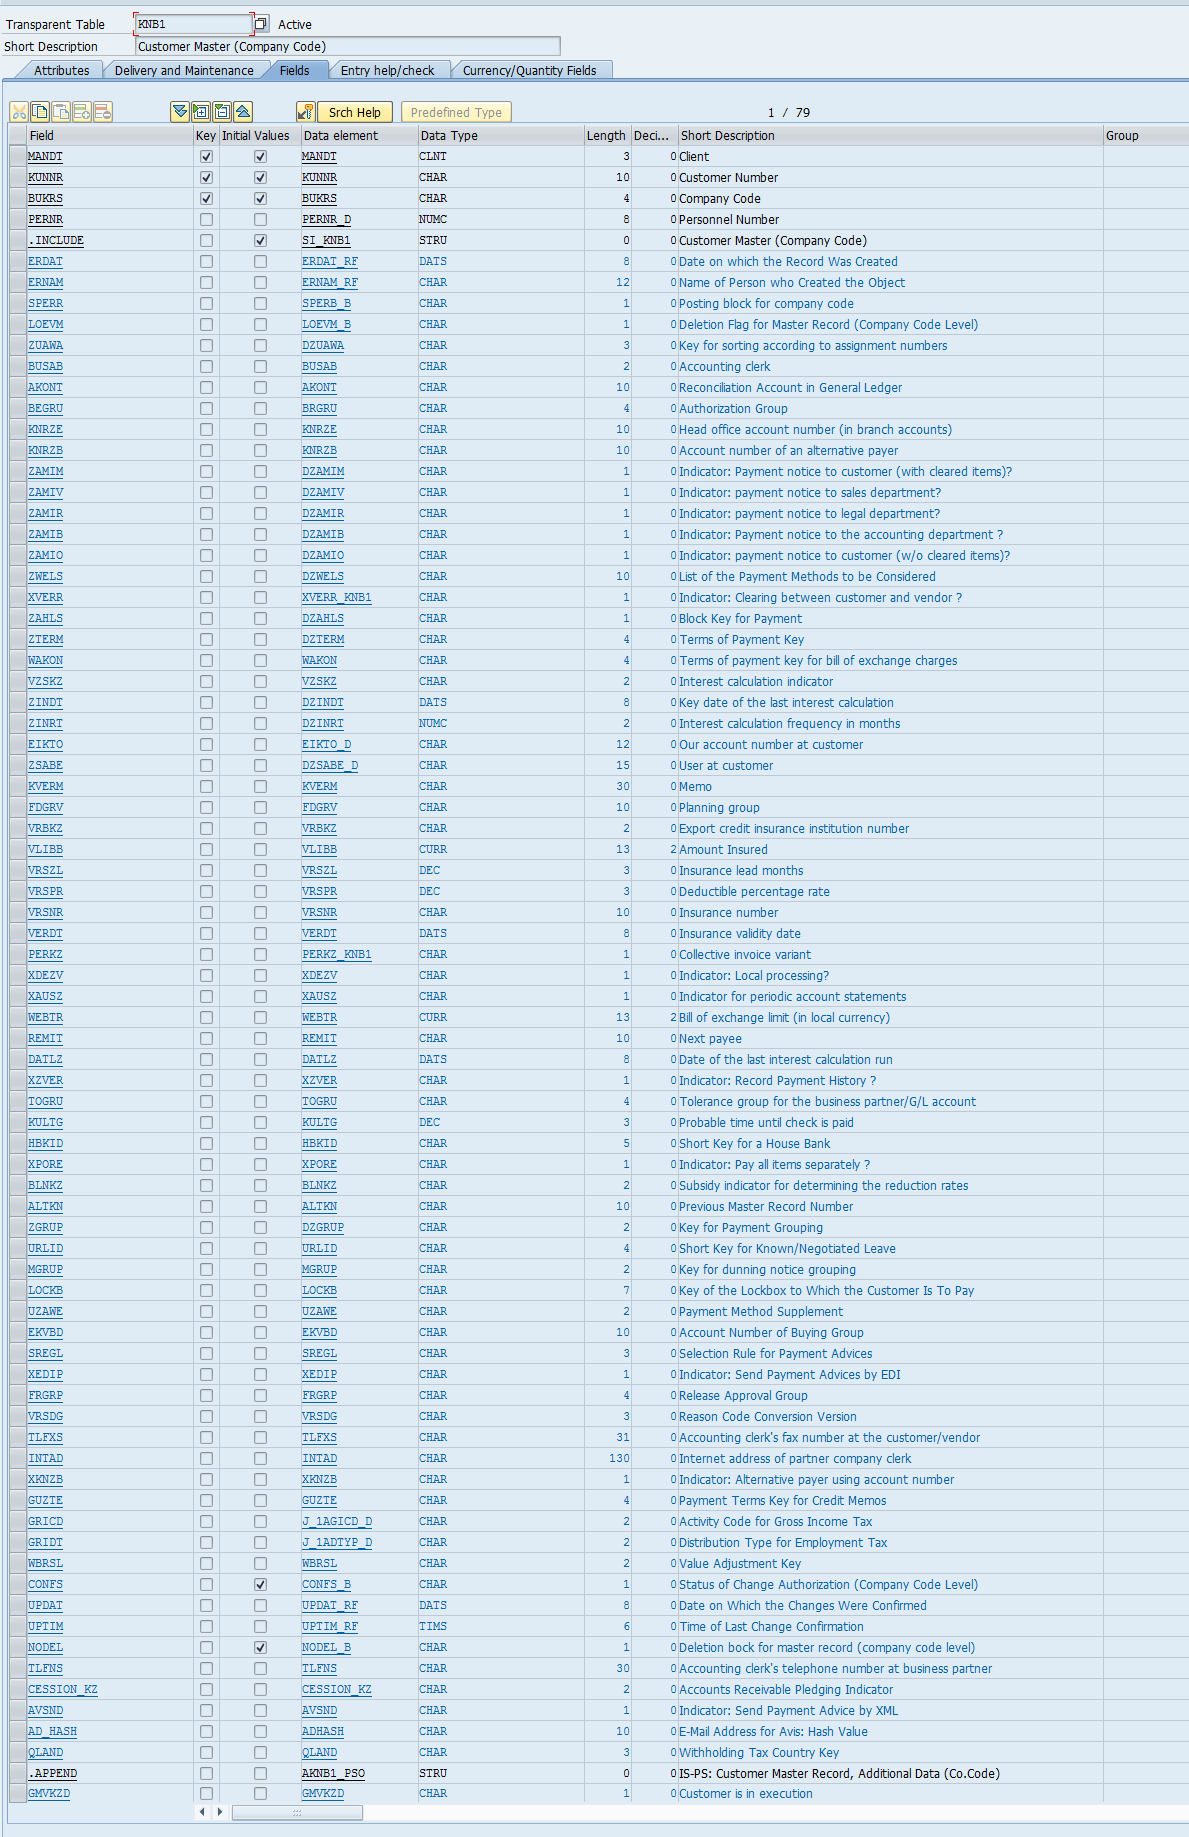 Transparent Table KNB1 Active
Short Description Customer Master (Company Code)
Attributes Delivery and Maintenance Fields Entry help/check Currency/Quantity Fields
Srch Help Predefined Type 1 / 79
Field Key Initial Values Data element Data Type Length Deci... Short Description Group
MANDT MANDT CLNT 3 0 Client
KUNNR KUNNR CHAR 10 0 Customer Number
BUKRS BUKRS CHAR 4 0 Company Code
PERNR PERNR_D NUMC 8 0 Personnel Number
.INCLUDE SI_KNB1 STRU 0 0 Customer Master (Company Code)
ERDAT ERDAT_RF DATS 8 0 Date on which the Record Was Created
ERNAM ERNAM_RF CHAR 12 0 Name of Person who Created the Object
SPERR SPERB_B CHAR 1 0 Posting block for company code
LOEVM LOEVM_B CHAR 1 0 Deletion Flag for Master Record (Company Code Level)
ZUAWA DZUAWA CHAR 3 0 Key for sorting according to assignment numbers
BUSAB BUSAB CHAR 2 0 Accounting clerk
AKONT AKONT CHAR 10 0 Reconciliation Account in General Ledger
BEGRU BRGRU CHAR 4 0 Authorization Group
KNRZE KNRZE CHAR 10 0 Head office account number (in branch accounts)
KNRZB KNRZB CHAR 10 0 Account number of an alternative payer
ZAMIM DZAMIM CHAR 1 0 Indicator: Payment notice to customer (with cleared items)?
ZAMIV DZAMIV CHAR 1 0 Indicator: payment notice to sales department?
ZAMIR DZAMIR CHAR 1 0 Indicator: payment notice to legal department?
ZAMIB DZAMIB CHAR 1 0 Indicator: Payment notice to the accounting department ?
ZAMIO DZAMIO CHAR 1 0 Indicator: payment notice to customer (w/o cleared items)?
ZWELS DZWELS CHAR 10 0 List of the Payment Methods to be Considered
XVERR XVERR_KNB1 CHAR 1 0 Indicator: Clearing between customer and vendor ?
ZAHLS DZAHLS CHAR 1 0 Block Key for Payment
ZTERM DZTERM CHAR 4 0 Terms of Payment Key
WAKON WAKON CHAR 4 0 Terms of payment key for bill of exchange charges
VZSKZ VZSKZ CHAR 2 0 Interest calculation indicator
ZINDT DZINDT DATS 8 0 Key date of the last interest calculation
ZINRT DZINRT NUMC 2 0 Interest calculation frequency in months
EIKTO EIKTO_D CHAR 12 0 Our account number at customer
ZSABE DZSABE_D CHAR 15 0 User at customer
KVERM KVERM CHAR 30 0 Memo
FDGRV FDGRV CHAR 10 0 Planning group
VRBKZ VRBKZ CHAR 2 0 Export credit insurance institution number
VLIBB VLIBB CURR 13 2 Amount Insured
VRSZL VRSZL DEC 3 0 Insurance lead months
VRSPR VRSPR DEC 3 0 Deductible percentage rate
VRSNR VRSNR CHAR 10 0 Insurance number
VERDT VERDT DATS 8 0 Insurance validity date
PERKZ PERKZ_KNB1 CHAR 1 0 Collective invoice variant
XDEZV XDEZV CHAR 1 0 Indicator: Local processing?
XAUSZ XAUSZ CHAR 1 0 Indicator for periodic account statements
WEBTR WEBTR CURR 13 2 Bill of exchange limit (in local currency)
REMIT REMIT CHAR 10 0 Next payee
DATLZ DATLZ DATS 8 0 Date of the last interest calculation run
XZVER XZVER CHAR 1 0 Indicator: Record Payment History ?
TOGRU TOGRU CHAR 4 0 Tolerance group for the business partner/G/L account
KULTG KULTG DEC 3 0 Probable time until check is paid
HBKID HBKID CHAR 5 0 Short Key for a House Bank
XPORE XPORE CHAR 1 0 Indicator: Pay all items separately ?
BLNKZ BLNKZ CHAR 2 0 Subsidy indicator for determining the reduction rates
ALTKN ALTKN CHAR 10 0 Previous Master Record Number
ZGRUP DZGRUP CHAR 2 0 Key for Payment Grouping
URLID URLID CHAR 4 0 Short Key for Known/Negotiated Leave
MGRUP MGRUP CHAR 2 0 Key for dunning notice grouping
LOCKB LOCKB CHAR 7 0 Key of the Lockbox to Which the Customer Is To Pay
UZAWE UZAWE CHAR 2 0 Payment Method Supplement
EKVBD EKVBD CHAR 10 0 Account Number of Buying Group
SREGL SREGL CHAR 3 0 Selection Rule for Payment Advices
XEDIP XEDIP CHAR 1 0 Indicator: Send Payment Advices by EDI
FRGRP FRGRP CHAR 4 0 Release Approval Group
VRSDG VRSDG CHAR 3 0 Reason Code Conversion Version
TLFXS TLFXS CHAR 31 0 Accounting clerk's fax number at the customer/vendor
INTAD INTAD CHAR 130 0 Internet address of partner company clerk
XKNZB XKNZB CHAR 1 0 Indicator: Alternative payer using account number
GUZTE GUZTE CHAR 4 0 Payment Terms Key for Credit Memos
GRICD J_1AGICD_D CHAR 2 0 Activity Code for Gross Income Tax
GRIDT J_1ADTYP_D CHAR 2 0 Distribution Type for Employment Tax
WBRSL WBRSL CHAR 2 0 Value Adjustment Key
CONFS CONFS_B CHAR 1 0 Status of Change Authorization (Company Code Level)
UPDAT UPDAT_RF DATS 8 0 Date on Which the Changes Were Confirmed
UPTIM UPTIM_RF TIMS 6 0 Time of Last Change Confirmation
NODEL NODEL_B CHAR 1 0 Deletion bock for master record (company code level)
TLFNS TLFNS CHAR 30 0 Accounting clerk's telephone number at business partner
CESSION_KZ CESSION_KZ CHAR 2 0 Accounts Receivable Pledging Indicator
AVSND AVSND CHAR 1 0 Indicator: Send Payment Advice by XML
AD_HASH ADHASH CHAR 10 0 E-Mail Address for Avis: Hash Value
QLAND QLAND CHAR 3 0 Withholding Tax Country Key
.APPEND AKNB1_PSO STRU 0 0 IS-PS: Customer Master Record, Additional Data (Co.Code)
GMVKZD GMVKZD CHAR 1 0 Customer is in execution